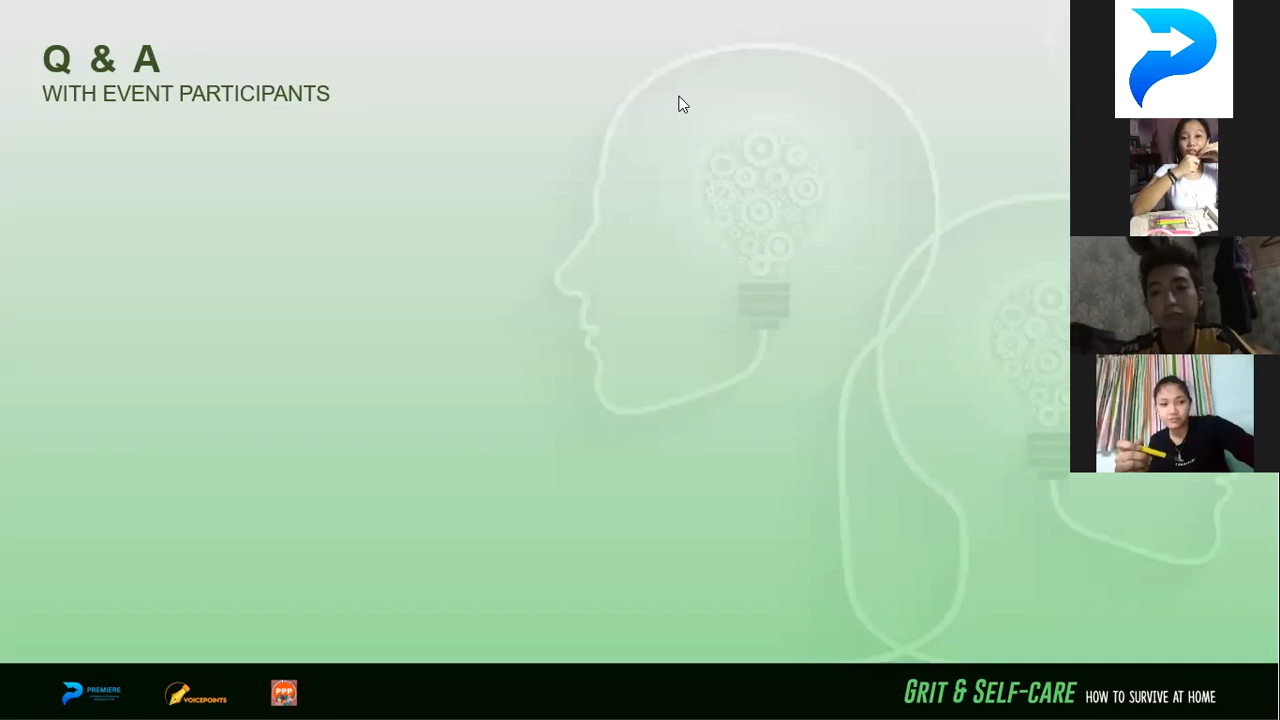 Q & A
WITH EVENT PARTICIPANTS
PREMIERE
VOICEPOINTS
PPP
GRIT & SELF-CARE HOW TO SURVIVE AT HOME